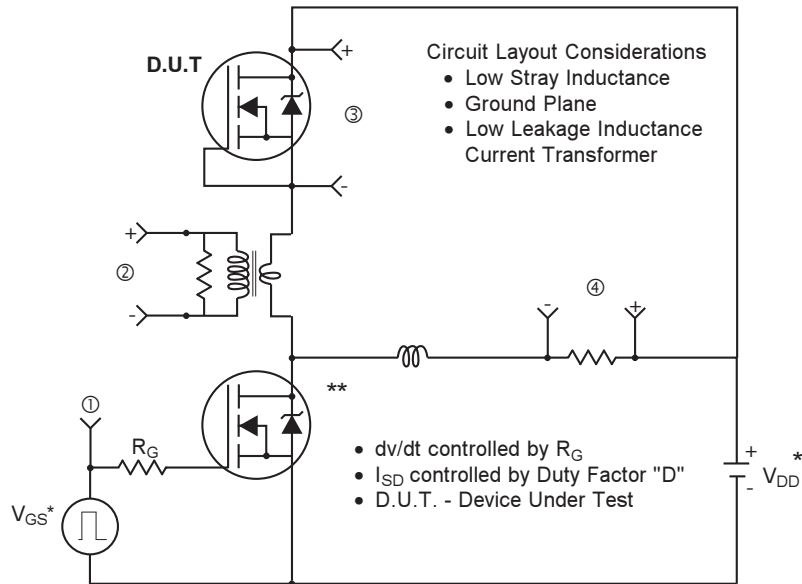 D.U.T
+
Circuit Layout Considerations
• Low Stray Inductance
• Ground Plane
• Low Leakage Inductance
Current Transformer
③
-
+
②
-
④
- +
**
①
R_G
• dv/dt controlled by R_G
• I_SD controlled by Duty Factor "D"
• D.U.T. - Device Under Test
+
V_DD*
-
V_GS*